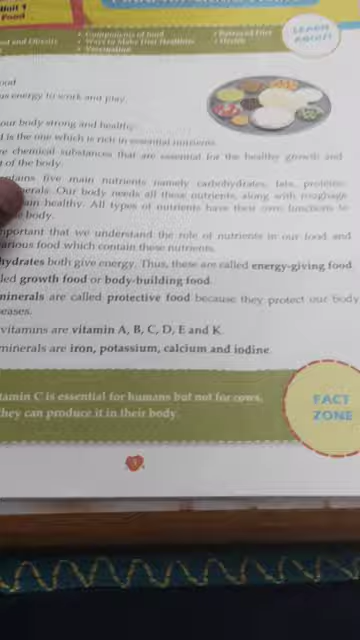 Unit 1
Food
• Components of food
• Balanced Diet
and Obesity
• Ways to Make Diet Healthier
• Health
LEARN ABOUT
ood
us energy to work and play.
our body strong and healthy.
is the one which is rich in essential nutrients.
re chemical substances that are essential for the healthy growth and
of the body.
ontains five main nutrients namely carbohydrates, fats, proteins,
nerals. Our body needs all these nutrients, along with roughage
ain healthy. All types of nutrients have their own functions to
e body.
mportant that we understand the role of nutrients in our food and
arious food which contain these nutrients.
hydrates both give energy. Thus, these are called energy-giving food
led growth food or body-building food.
minerals are called protective food because they protect our body
eases.
vitamins are vitamin A, B, C, D, E and K.
minerals are iron, potassium, calcium and iodine.
tamin C is essential for humans but not for cows,
they can produce it in their body.
FACT
ZONE